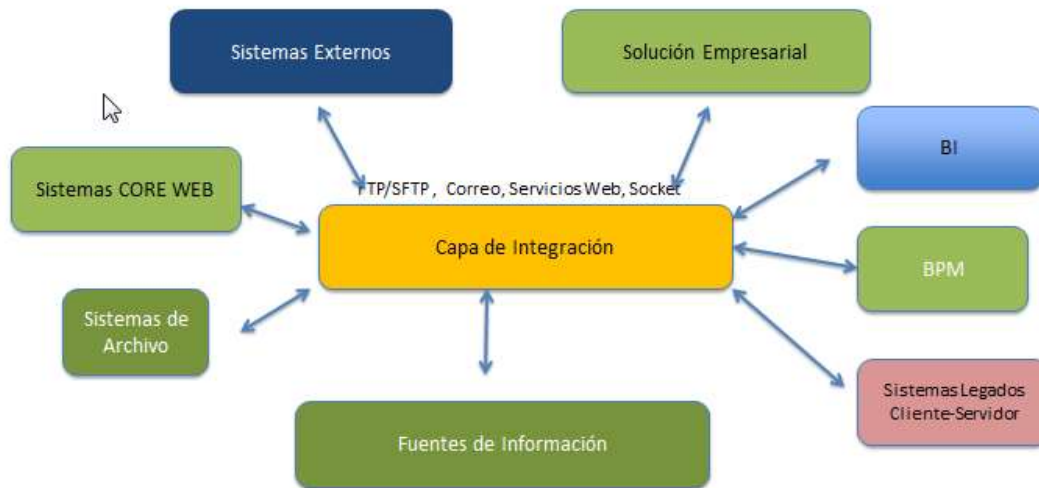 Sistemas Externos
Solución Empresarial
BI
Sistemas CORE WEB
FTP/SFTP, Correo, Servicios Web, Socket
Capa de Integración
BPM
Sistemas de
Archivo
Sistemas Legados
Cliente-Servidor
Fuentes de Información